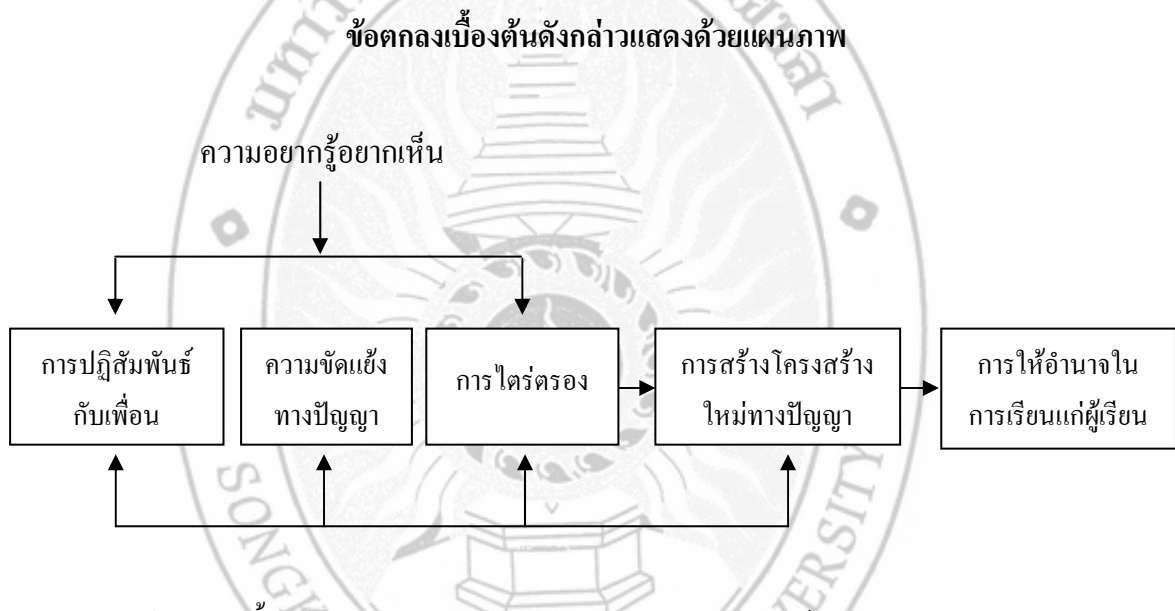 ข้อตกลงเบื้องต้นดังกล่าวแสดงด้วยแผนภาพ
ความอยากรู้อยากเห็น
การปฏิสัมพันธ์
กับเพื่อน
ความขัดแย้ง
ทางปัญญา
การไตร่ตรอง
การสร้างโครงสร้าง
ใหม่ทางปัญญา
การให้อำนาจใน
การเรียนแก่ผู้เรียน